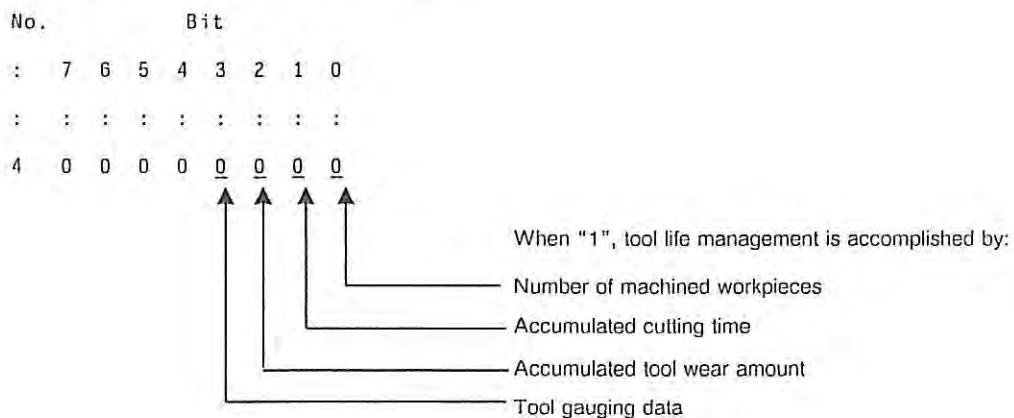 No. Bit
: 7 6 5 4 3 2 1 0
: : : : : : : : :
4 0 0 0 0 0 0 0 0
When "1", tool life management is accomplished by:
Number of machined workpieces
Accumulated cutting time
Accumulated tool wear amount
Tool gauging data